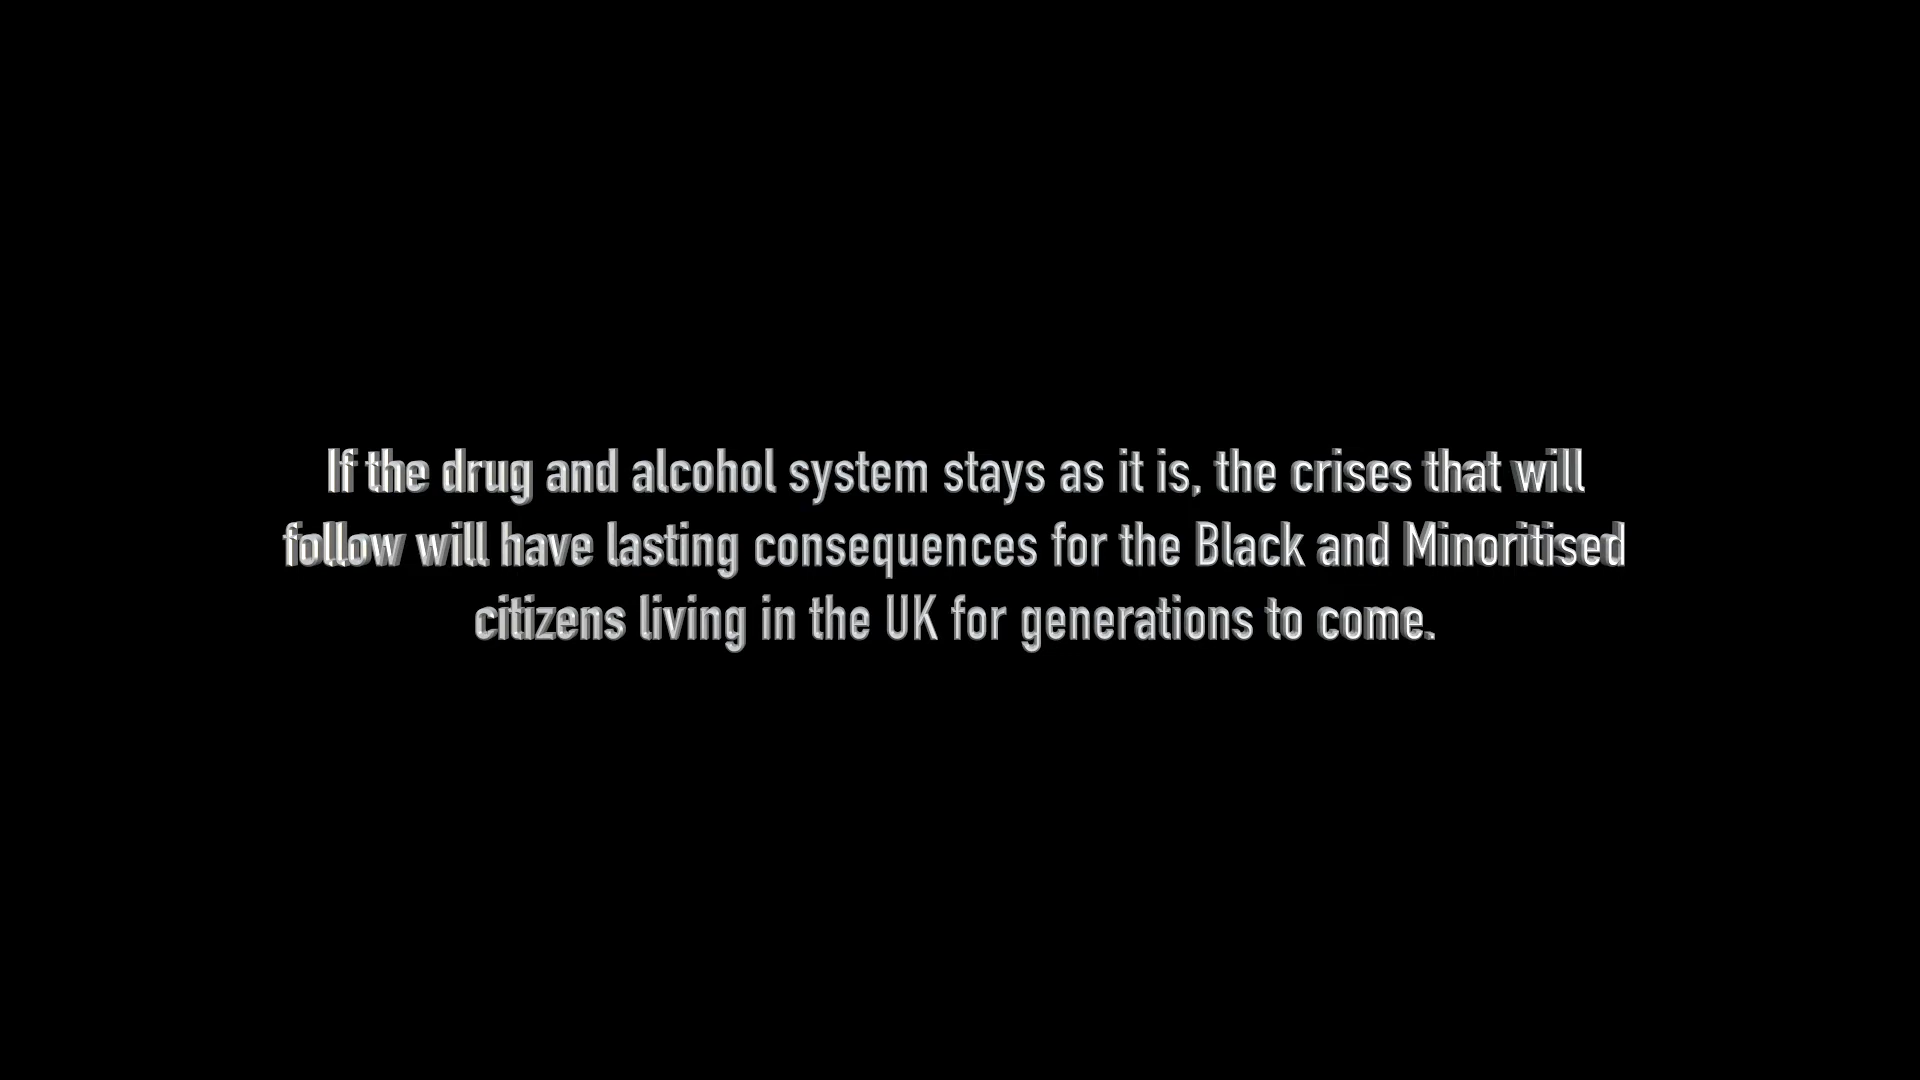 If the drug and alcohol system stays as it is, the crises that will
follow will have lasting consequences for the Black and Minoritised
citizens living in the UK for generations to come.